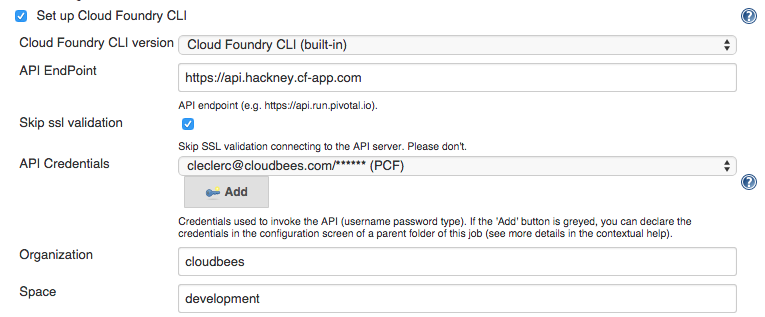 Set up Cloud Foundry CLI
Cloud Foundry CLI version Cloud Foundry CLI (built-in)
API EndPoint
https://api.hackney.cf-app.com
API endpoint (e.g. https://api.run.pivotal.io).
Skip ssl validation
Skip SSL validation connecting to the API server. Please don't.
API Credentials
cleclerc@cloudbees.com/****** (PCF)
Add
Credentials used to invoke the API (username password type). If the 'Add' button is greyed, you can declare the
credentials in the configuration screen of a parent folder of this job (see more details in the contextual help).
Organization
cloudbees
Space
development